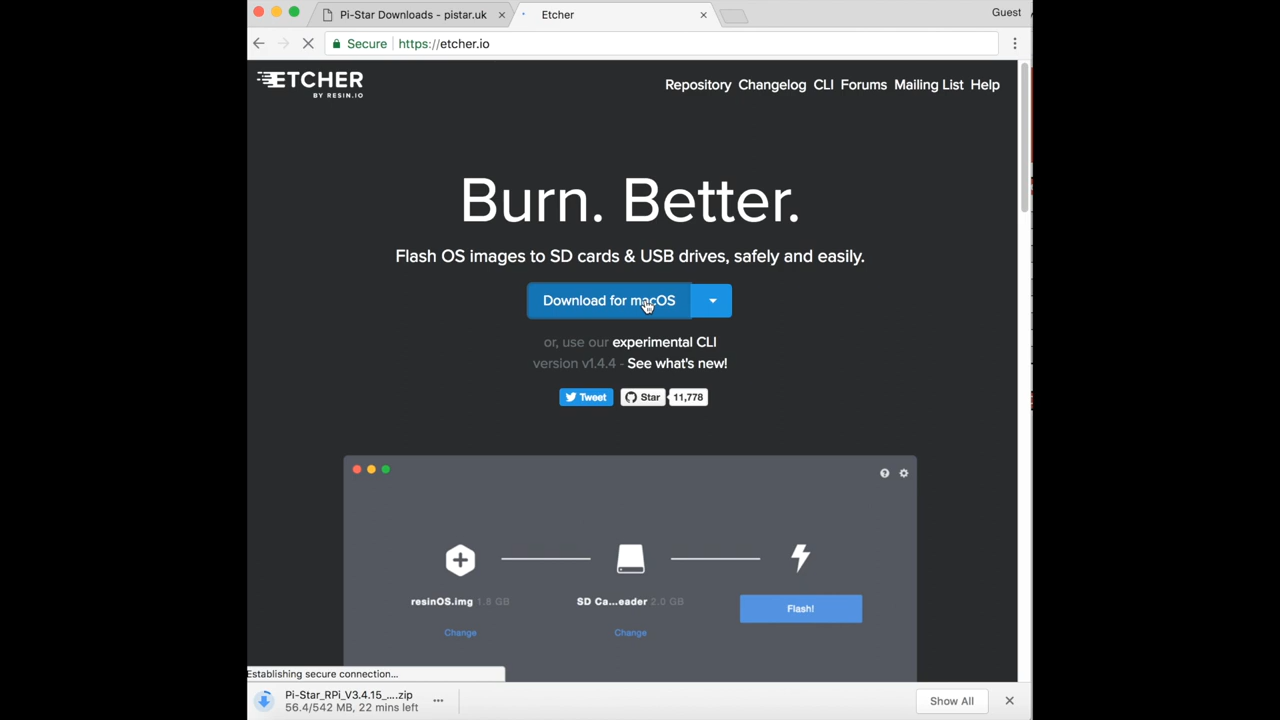 Pi-Star Downloads - pistar.uk
Etcher
Guest
Secure https://etcher.io
ETCHER
BY RESIN.IO
Repository Changelog CLI Forums Mailing List Help
Burn. Better.
Flash OS images to SD cards & USB drives, safely and easily.
Download for macOS
or, use our experimental CLI
version v1.4.4 - See what's new!
Tweet Star 11,778
resinOS.img 1.8 GB
SD Ca...eader 2.0 GB
Flash!
Change
Change
Establishing secure connection...
Pi-Star_RPi_V3.4.15_....zip
56.4/542 MB, 22 mins left
Show All